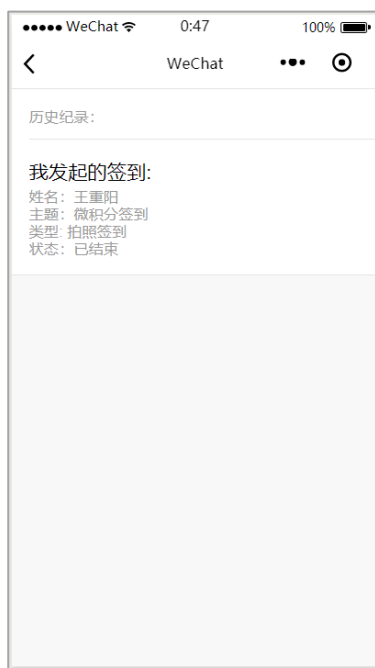 WeChat 0:47 100%
WeChat
历史纪录：
我发起的签到:
姓名：王重阳
主题：微积分签到
类型: 拍照签到
状态：已结束